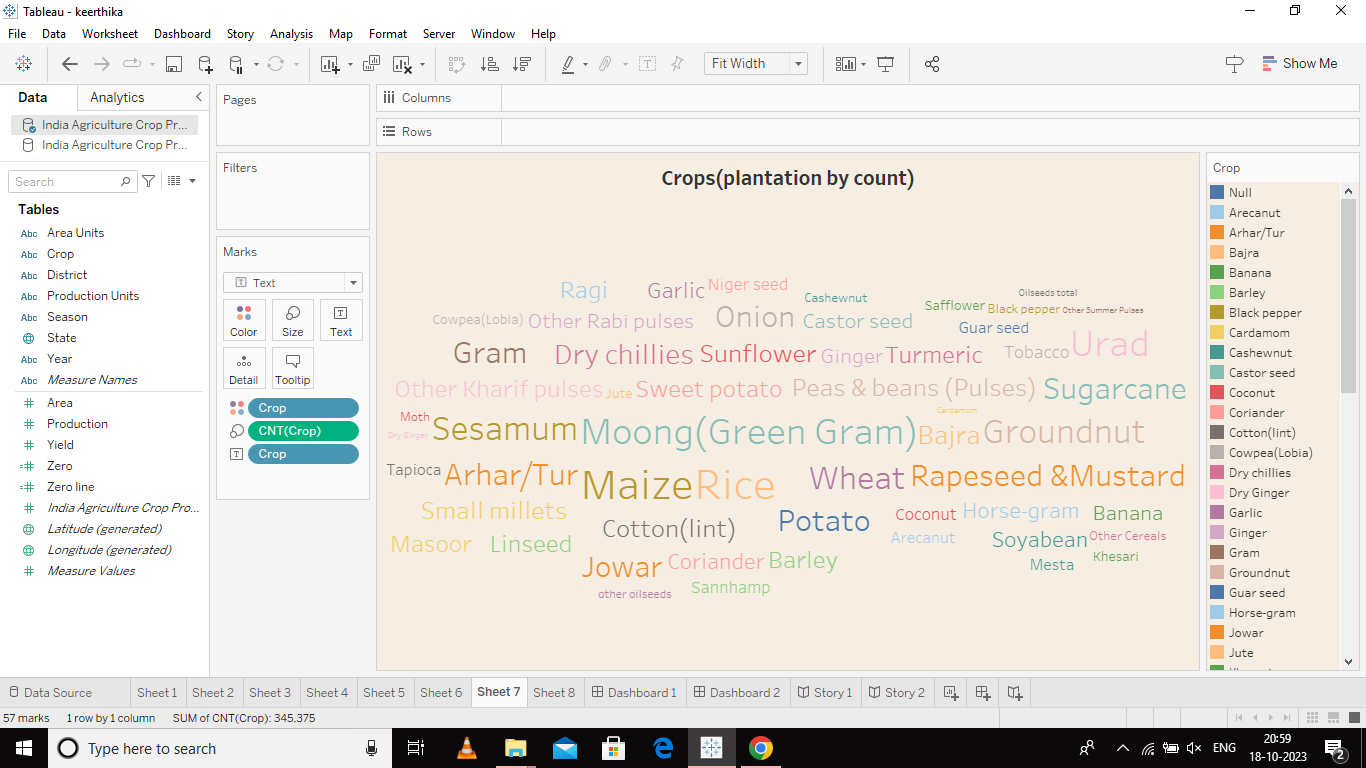 Tableau - keerthika
File Data Worksheet Dashboard Story Analysis Map Format Server Window Help
Fit Width
Show Me
Data Analytics
India Agriculture Crop Pr...
India Agriculture Crop Pr...
Search
Tables
Abc Area Units
Abc Crop
Abc District
Abc Production Units
Abc Season
State
Abc Year
Abc Measure Names
Area
Production
Yield
Zero
Zero line
India Agriculture Crop Pro...
Latitude (generated)
Longitude (generated)
Measure Values
Pages
Filters
Marks
Text
Color Size Text
Detail Tooltip
Crop
CNT(Crop)
Crop
Columns
Rows
Crops(plantation by count)
Ragi Garlic Niger seed Cashewnut Oilseeds total
Cowpea(Lobia) Other Rabi pulses Onion Castor seed Safflower Black pepper Other Summer Pulses
Guar seed
Gram Dry chillies Sunflower Ginger Turmeric Tobacco Urad
Other Kharif pulses Jute Sweet potato Peas & beans (Pulses) Sugarcane
Moth Cardamom
Dry Ginger Sesamum Moong(Green Gram) Bajra Groundnut
Tapioca Arhar/Tur Maize Rice Wheat Rapeseed &Mustard
Small millets Cotton(lint) Potato Coconut Horse-gram Banana
Masoor Linseed Arecanut Soyabean Other Cereals
Jowar Coriander Barley Mesta Khesari
other oilseeds Sannhamp
Crop
Null
Arecanut
Arhar/Tur
Bajra
Banana
Barley
Black pepper
Cardamom
Cashewnut
Castor seed
Coconut
Coriander
Cotton(lint)
Cowpea(Lobia)
Dry chillies
Dry Ginger
Garlic
Ginger
Gram
Groundnut
Guar seed
Horse-gram
Jowar
Jute
Data Source Sheet 1 Sheet 2 Sheet 3 Sheet 4 Sheet 5 Sheet 6 Sheet 7 Sheet 8 Dashboard 1 Dashboard 2 Story 1 Story 2
57 marks 1 row by 1 column SUM of CNT(Crop): 345,375
Type here to search
ENG
20:59
18-10-2023
2